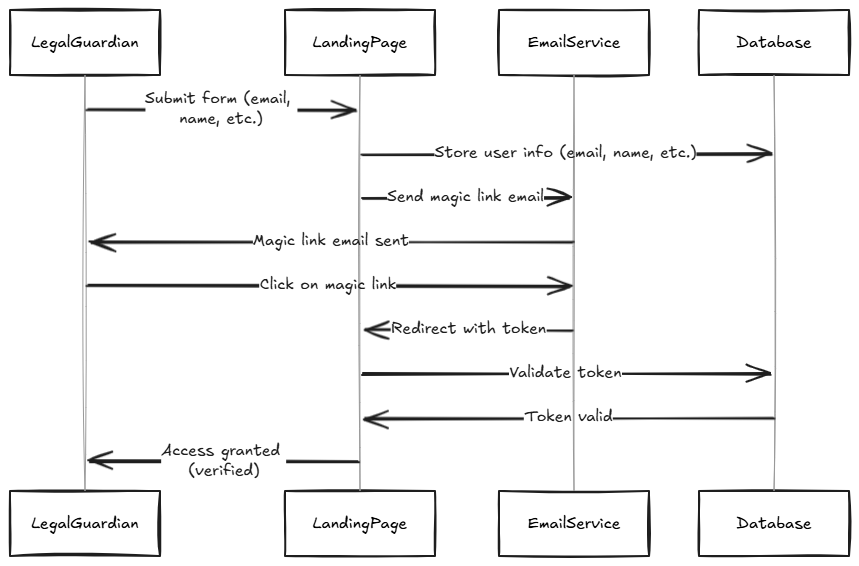 LegalGuardian
LandingPage
EmailService
Database
Submit form (email,
name, etc.)
Store user info (email, name, etc.)
Send magic link email
Magic link email sent
Click on magic link
Redirect with token
Validate token
Token valid
Access granted
(verified)
LegalGuardian
LandingPage
EmailService
Database